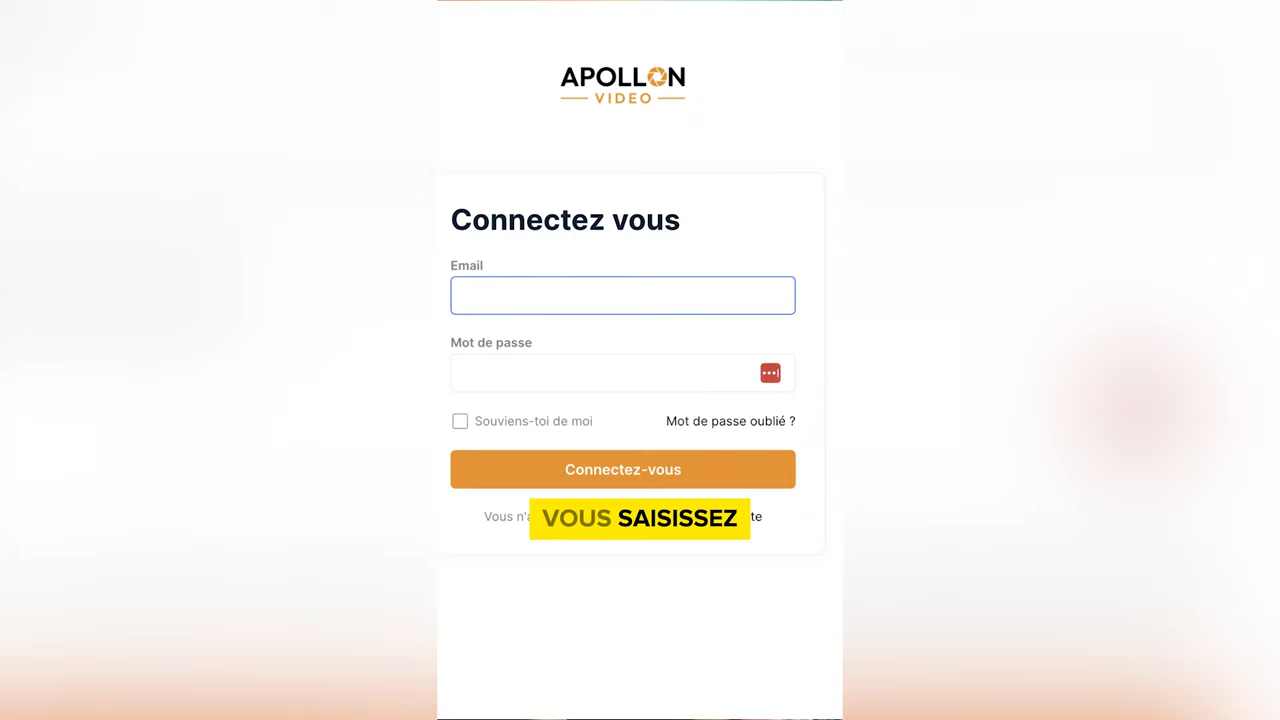 APOLLON
VIDEO
Connectez vous
Email
Mot de passe
Souviens-toi de moi
Mot de passe oublié ?
Connectez-vous
Vous
VOUS SAISISSEZ